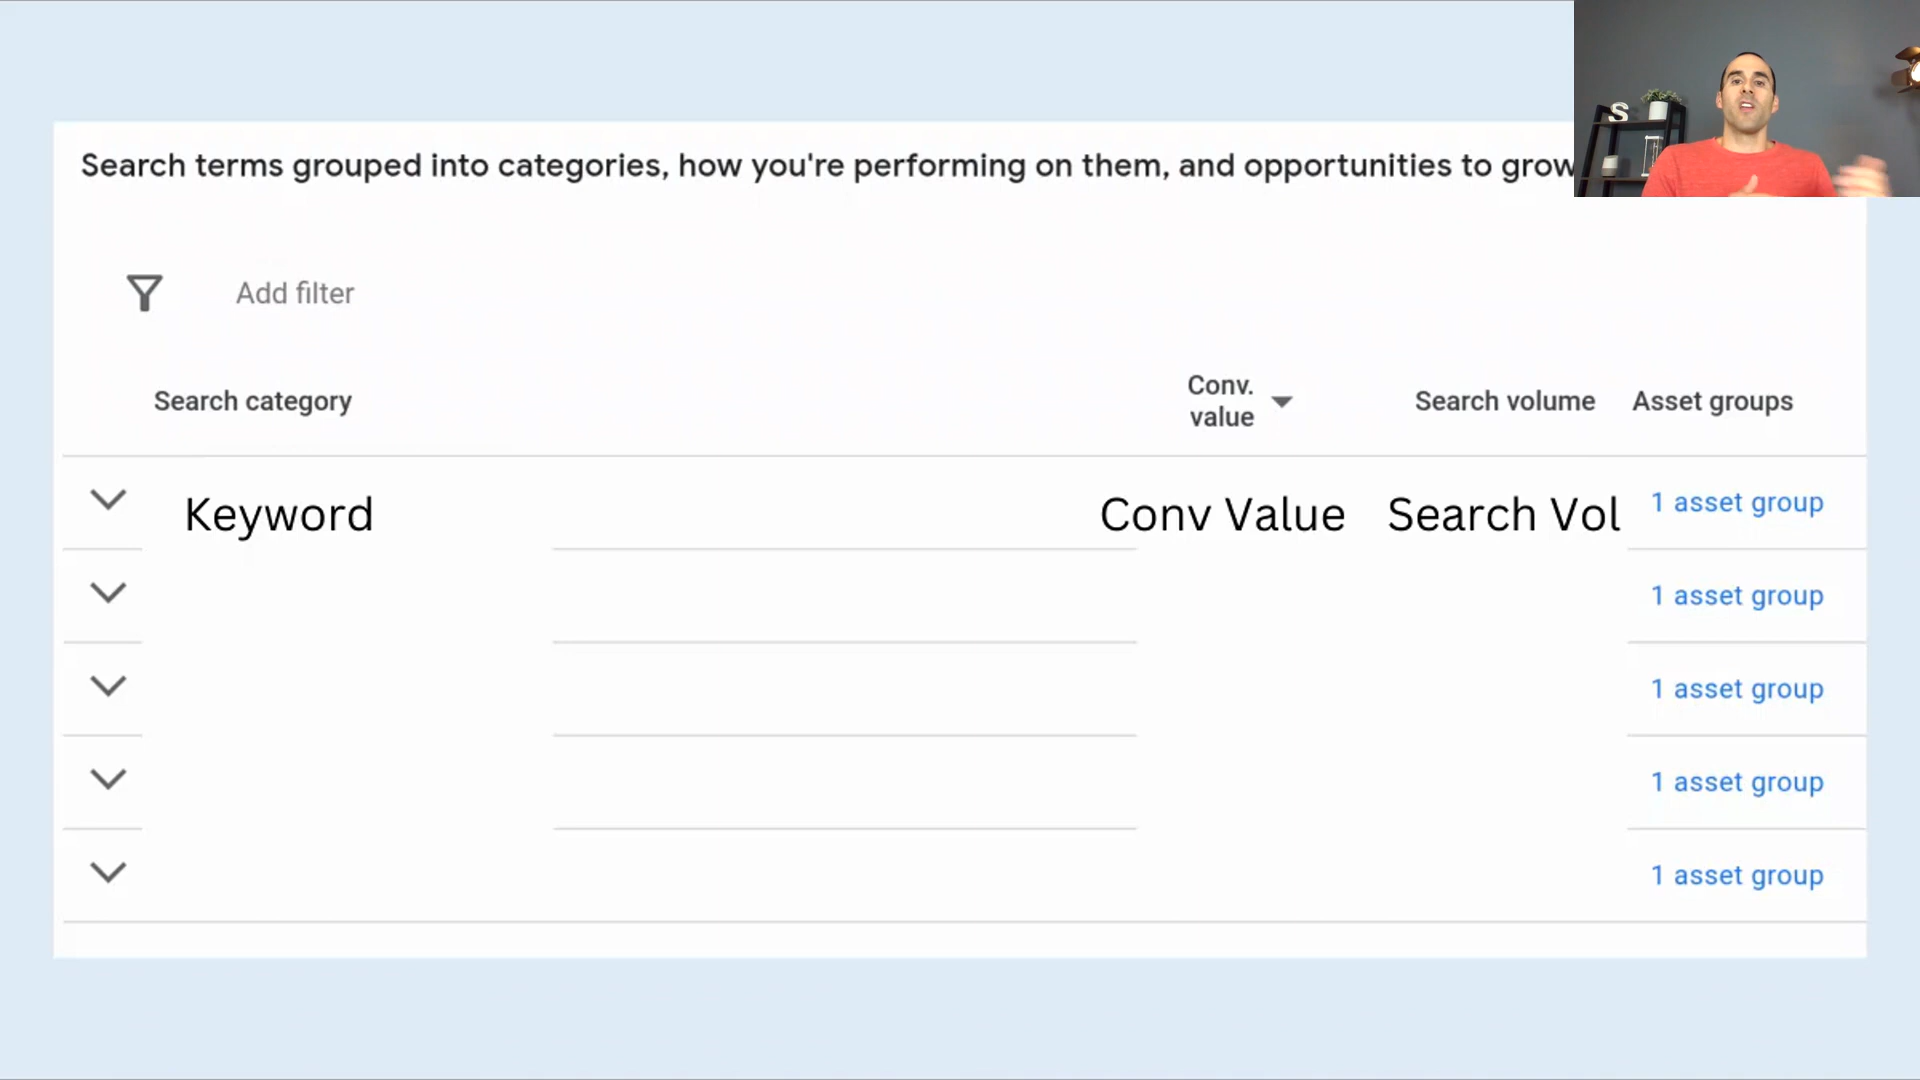 Search terms grouped into categories, how you're performing on them, and opportunities to grow
S
Add filter
Search category
Conv. value
Search volume
Asset groups
Keyword
Conv Value
Search Vol
1 asset group
1 asset group
1 asset group
1 asset group
1 asset group